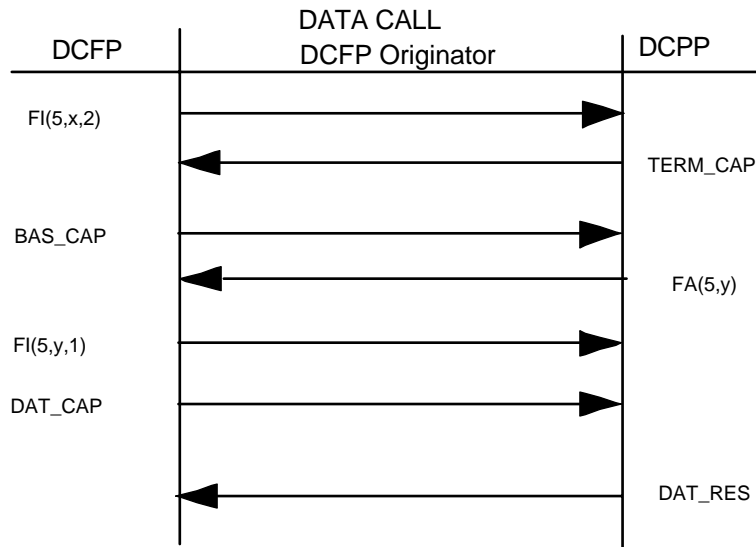 DATA CALL
DCFP
DCFP Originator
DCPP
FI(5,x,2)
TERM_CAP
BAS_CAP
FA(5,y)
FI(5,y,1)
DAT_CAP
DAT_RES